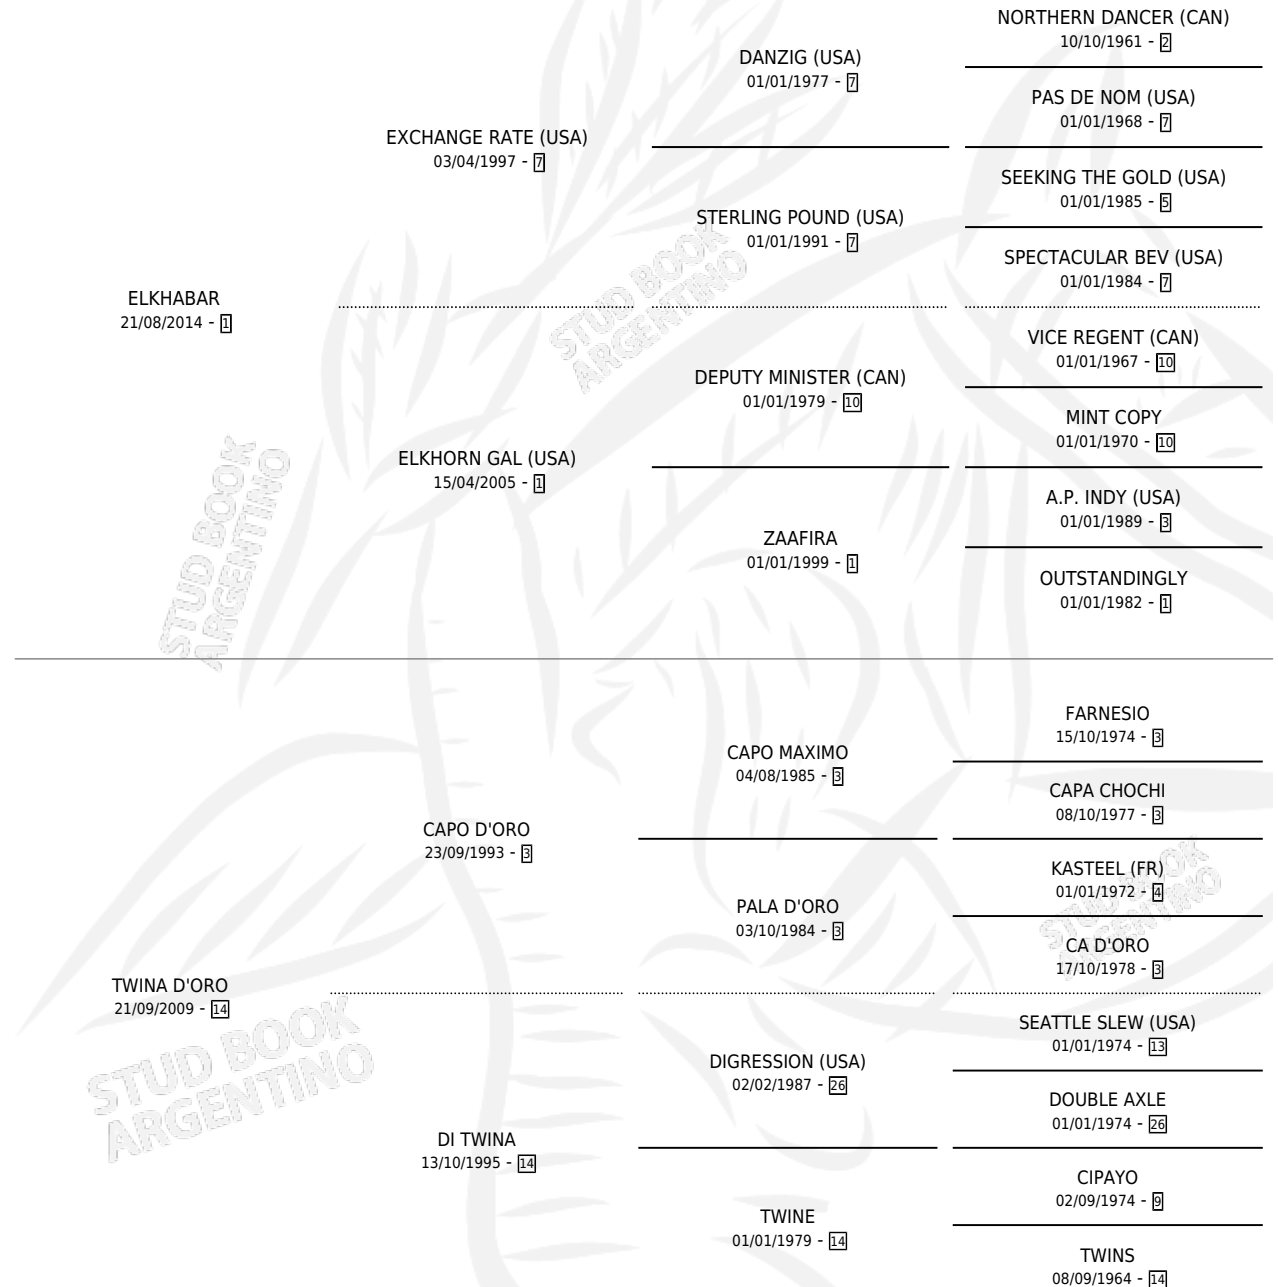 NORTHERN DANCER (CAN)
10/10/1961 - 2
DANZIG (USA)
01/01/1977 - 7
PAS DE NOM (USA)
01/01/1968 - 7
EXCHANGE RATE (USA)
03/04/1997 - 7
SEEKING THE GOLD (USA)
01/01/1985 - 5
STERLING POUND (USA)
01/01/1991 - 7
SPECTACULAR BEV (USA)
01/01/1984 - 7
ELKHABAR
21/08/2014 - 1
STUD BOOK
ARGENTINO
VICE REGENT (CAN)
01/01/1967 - 10
DEPUTY MINISTER (CAN)
01/01/1979 - 10
MINT COPY
01/01/1970 - 10
ELKHORN GAL (USA)
15/04/2005 - 1
A.P. INDY (USA)
01/01/1989 - 3
ZAAFIRA
01/01/1999 - 1
OUTSTANDINGLY
01/01/1982 - 1
STUD BOOK
ARGENTINO
FARNESIO
15/10/1974 - 3
CAPO MAXIMO
04/08/1985 - 3
CAPA CHOCHI
08/10/1977 - 3
CAPO D'ORO
23/09/1993 - 3
KASTEEL (FR)
01/01/1972 - 4
PALA D'ORO
03/10/1984 - 3
CA D'ORO
17/10/1978 - 3
STUD BOOK
ARGENTINO
TWINA D'ORO
21/09/2009 - 14
SEATTLE SLEW (USA)
01/01/1974 - 13
DIGRESSION (USA)
02/02/1987 - 26
DOUBLE AXLE
01/01/1974 - 26
STUD BOOK
ARGENTINO
DI TWINA
13/10/1995 - 14
CIPAYO
02/09/1974 - 9
TWINE
01/01/1979 - 14
TWINS
08/09/1964 - 14